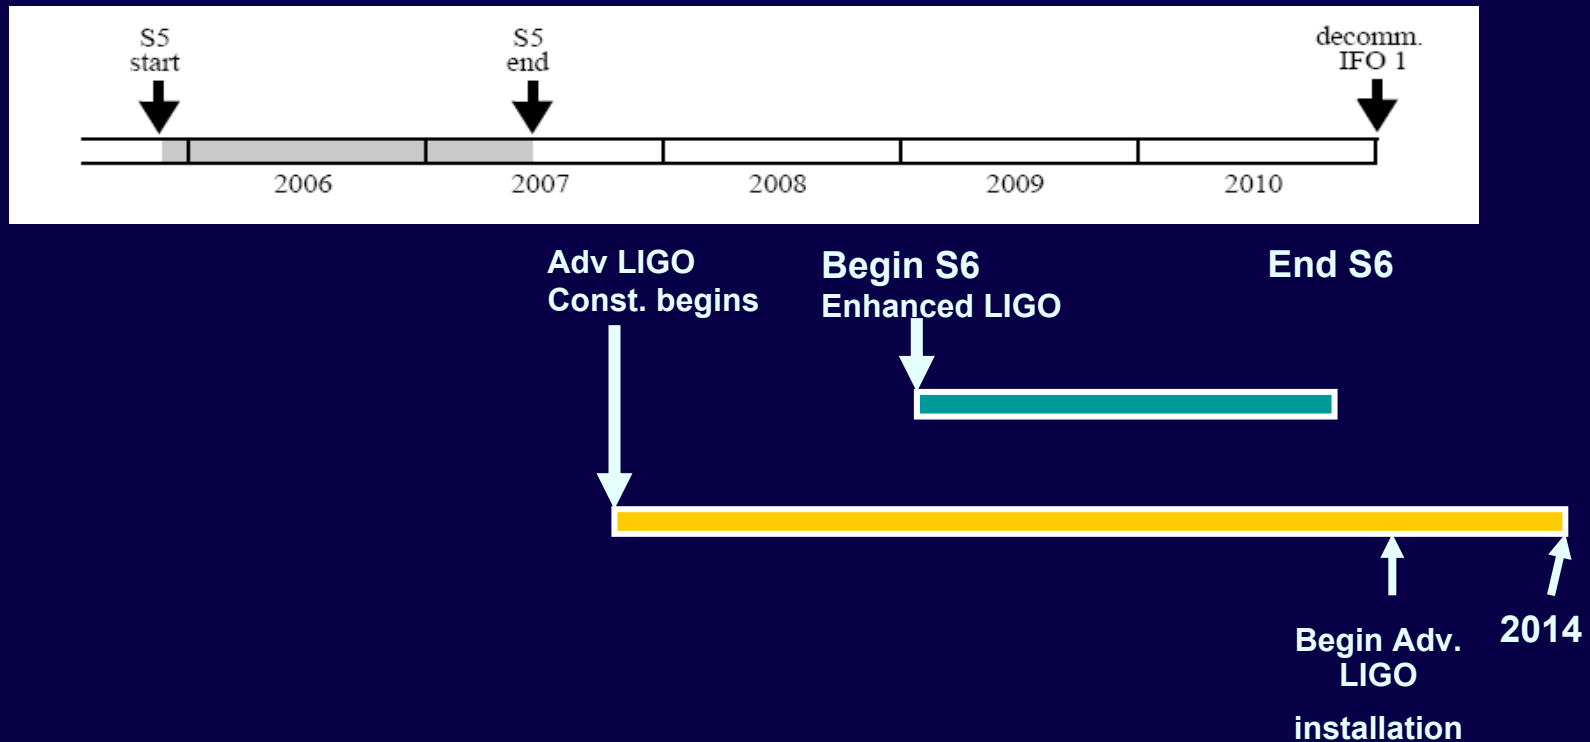 S5
start
S5
end
decomm.
IFO 1
2006
2007
2008
2009
2010
Adv LIGO
Const. begins
Begin S6
Enhanced LIGO
End S6
Begin Adv.
LIGO
installation
2014